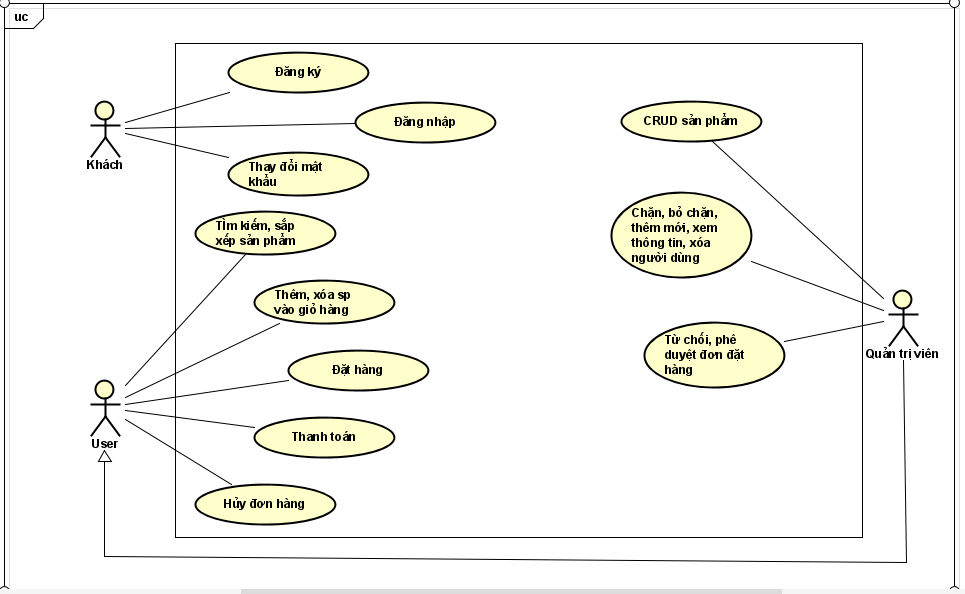 uc
Đăng ký
Đăng nhập
Khách
Thay đổi mật
khẩu
Tìm kiếm, sắp
xếp sản phẩm
Thêm, xóa sp
vào giỏ hàng
Đặt hàng
User
Thanh toán
Hủy đơn hàng
CRUD sản phẩm
Chặn, bỏ chặn,
thêm mới, xem
thông tin, xóa
người dùng
Từ chối, phê
duyệt đơn đặt
hàng
Quản trị viên